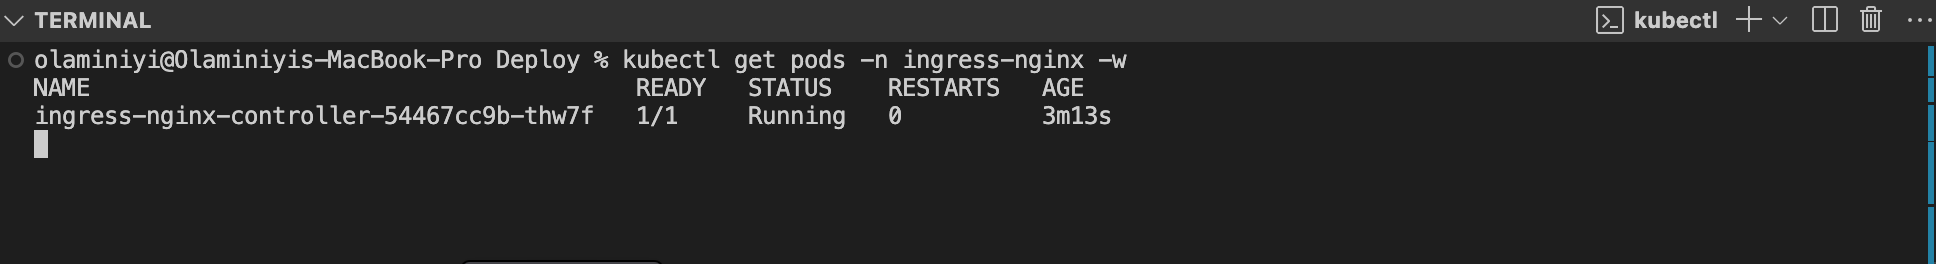 TERMINAL
kubectl
olaminiyi@Olaminiyis-MacBook-Pro Deploy % kubectl get pods -n ingress-nginx -w
NAME READY STATUS RESTARTS AGE
ingress-nginx-controller-54467cc9b-thw7f 1/1 Running 0 3m13s